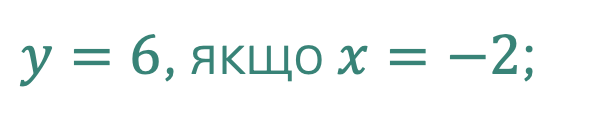 y = 6, якщо x = −2;